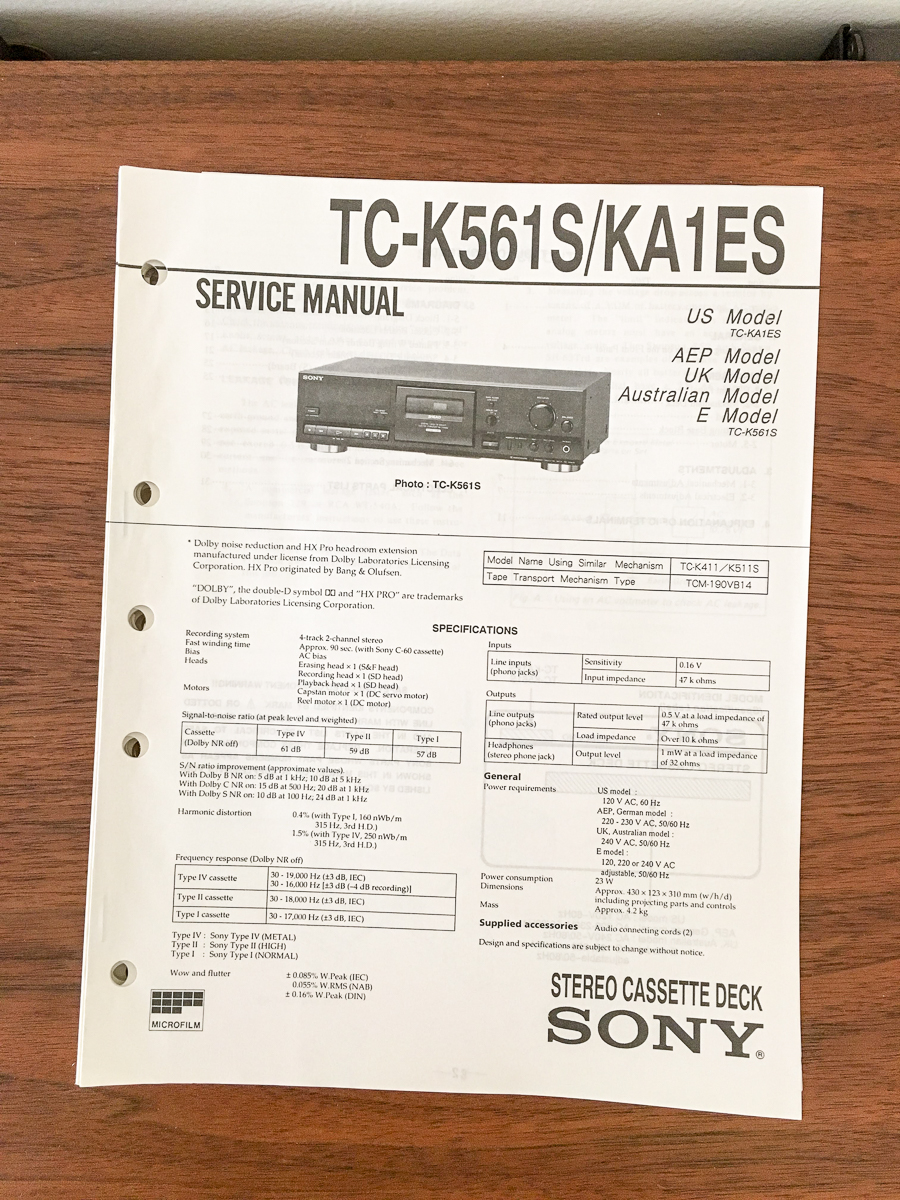 TC-K561S/KA1ES
SERVICE MANUAL
US Model
TC-KA1ES
AEP Model
UK Model
Australian Model
E Model
TC-K561S
SONY
Photo : TC-K561S
* Dolby noise reduction and HX Pro headroom extension
manufactured under license from Dolby Laboratories Licensing
Corporation. HX Pro originated by Bang & Olufsen.
"DOLBY", the double-D symbol and "HX PRO" are trademarks
of Dolby Laboratories Licensing Corporation.
Model Name Using Similar Mechanism TC-K411/K511S
Tape Transport Mechanism Type TCM-190VB14
SPECIFICATIONS
Recording system 4-track 2-channel stereo
Fast winding time Approx. 90 sec. (with Sony C-60 cassette)
Bias AC bias
Heads Erasing head × 1 (S&F head)
Recording head × 1 (SD head)
Playback head × 1 (SD head)
Motors Capstan motor × 1 (DC servo motor)
Reel motor × 1 (DC motor)
Signal-to-noise ratio (at peak level and weighted)
Cassette Type IV Type II Type I
(Dolby NR off) 61 dB 59 dB 57 dB
S/N ratio improvement (approximate values)
With Dolby B NR on: 5 dB at 1 kHz, 10 dB at 5 kHz
With Dolby C NR on: 15 dB at 500 Hz, 20 dB at 1 kHz
With Dolby S NR on: 10 dB at 100 Hz, 24 dB at 1 kHz
Harmonic distortion 0.4% (with Type I, 160 nWb/m
315 Hz, 3rd H.D.)
1.5% (with Type IV, 250 nWb/m
315 Hz, 3rd H.D.)
Frequency response (Dolby NR off)
Type IV cassette 30 - 19,000 Hz (±3 dB, IEC)
30 - 16,000 Hz [±3 dB (−4 dB recording)]
Type II cassette 30 - 18,000 Hz (±3 dB, IEC)
Type I cassette 30 - 17,000 Hz (±3 dB, IEC)
Type IV : Sony Type IV (METAL)
Type II : Sony Type II (HIGH)
Type I : Sony Type I (NORMAL)
Wow and flutter ± 0.085% W.Peak (IEC)
0.055% W.RMS (NAB)
± 0.16% W.Peak (DIN)
MICROFILM
Inputs
Line inputs Sensitivity 0.16 V
(phono jacks) Input impedance 47 k ohms
Outputs
Line outputs Rated output level 0.5 V at a load impedance of
(phono jacks) 47 k ohms
Load impedance Over 10 k ohms
Headphones Output level 1 mW at a load impedance
(stereo phone jack) of 32 ohms
General
Power requirements US model :
120 V AC, 60 Hz
AEP, German model :
220 - 230 V AC, 50/60 Hz
UK, Australian model :
240 V AC, 50/60 Hz
E model :
120, 220 or 240 V AC
adjustable, 50/60 Hz
Power consumption 23 W
Dimensions Approx. 430 × 123 × 310 mm (w/h/d)
including projecting parts and controls
Mass Approx. 4.2 kg
Supplied accessories Audio connecting cords (2)
Design and specifications are subject to change without notice.
STEREO CASSETTE DECK
SONY®